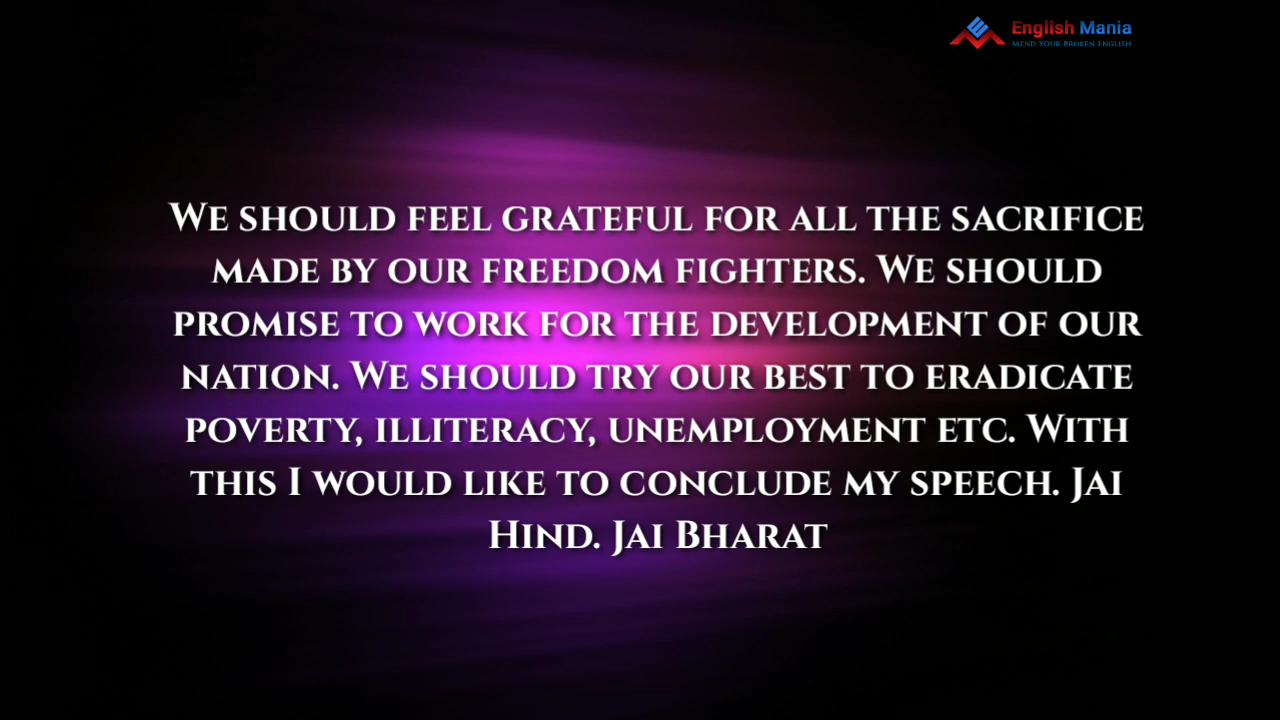 English Mania
Mend Your Broken English
We should feel grateful for all the sacrifice
made by our freedom fighters. We should
promise to work for the development of our
nation. We should try our best to eradicate
poverty, illiteracy, unemployment etc. With
this I would like to conclude my speech. Jai
Hind. Jai Bharat